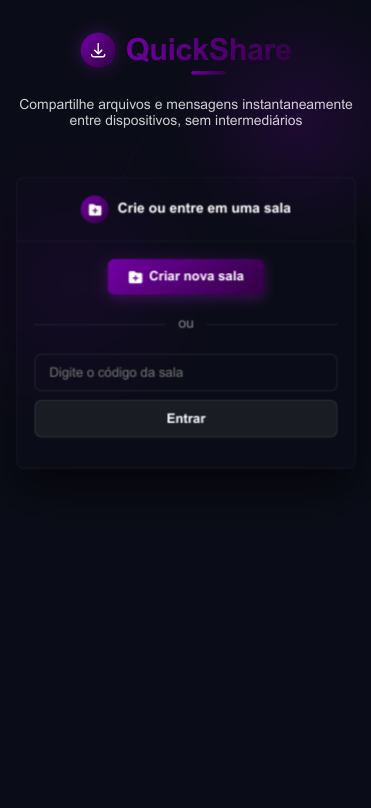 QuickShare
Compartilhe arquivos e mensagens instantaneamente
entre dispositivos, sem intermediários
Crie ou entre em uma sala
Criar nova sala
ou
Digite o código da sala
Entrar